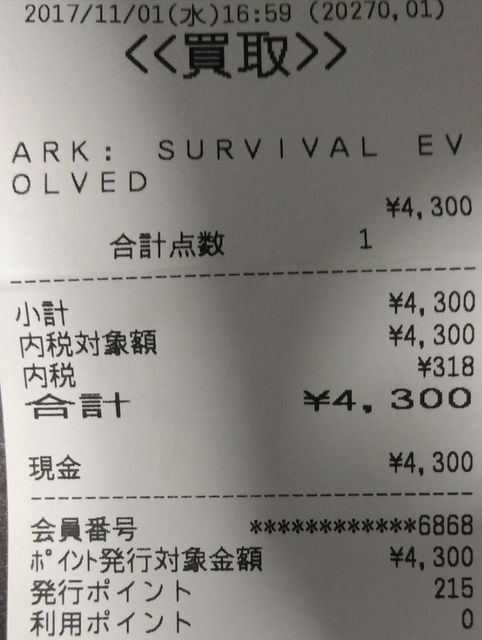 2017/11/01(水)16:59 (20270,01)
<<買取>>
ARK: SURVIVAL EV
OLVED
¥4,300
合計点数 1
小計 ¥4,300
内税対象額 ¥4,300
内税 ¥318
合計 ¥4,300
現金 ¥4,300
会員番号 ************6868
ﾎﾟｲﾝﾄ発行対象金額 ¥4,300
発行ポイント 215
利用ポイント 0